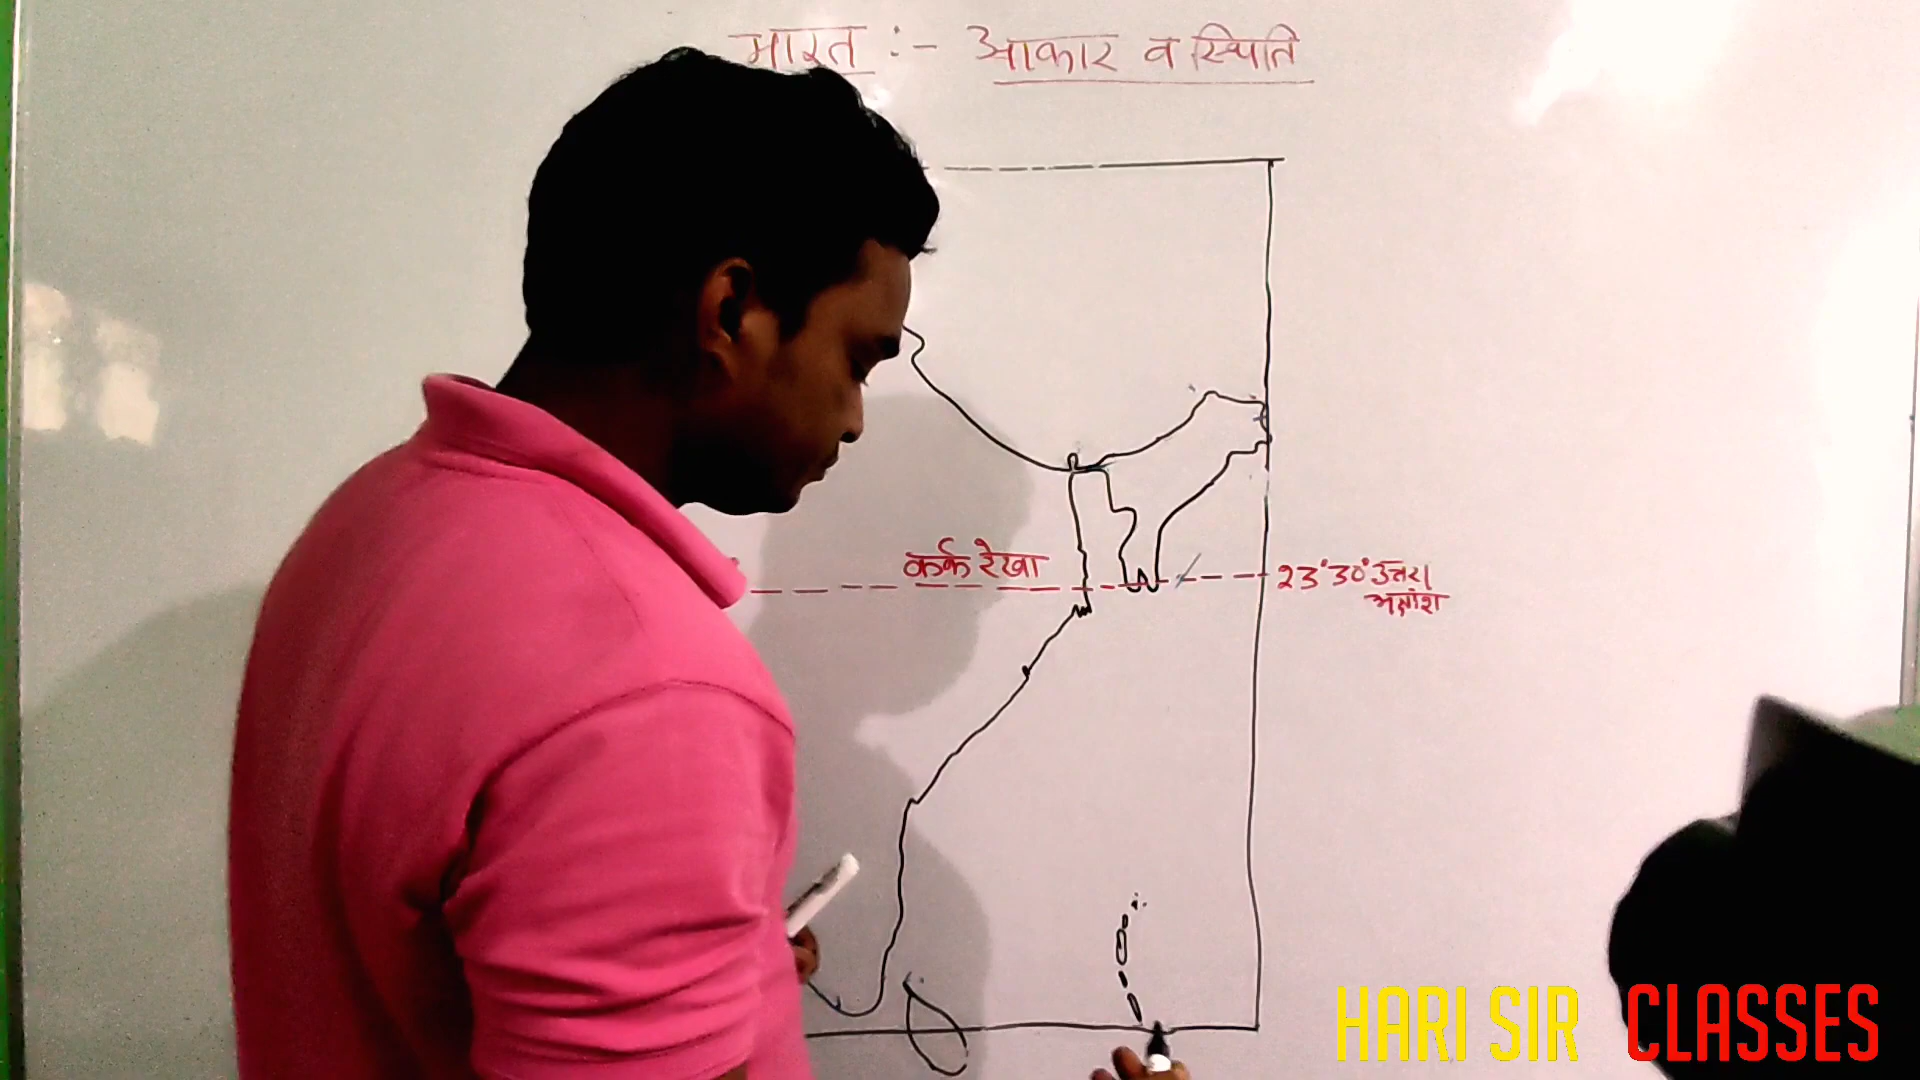 भारत :- आकार व स्थिति
कर्क रेखा
23°30° उत्तरी
अक्षांश
HARI SIR CLASSES